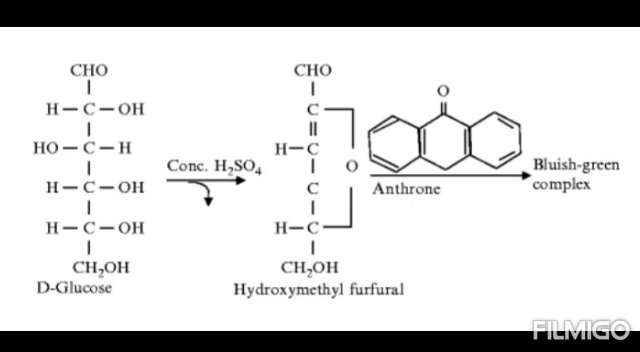 CHO
H—C—OH
HO—C—H
H—C—OH
H—C—OH
CH₂OH
D-Glucose
Conc. H₂SO₄
CHO
C
H—C
O
C
H—C
CH₂OH
Hydroxymethyl furfural
O
Anthrone
Bluish-green
complex
FILMIGO